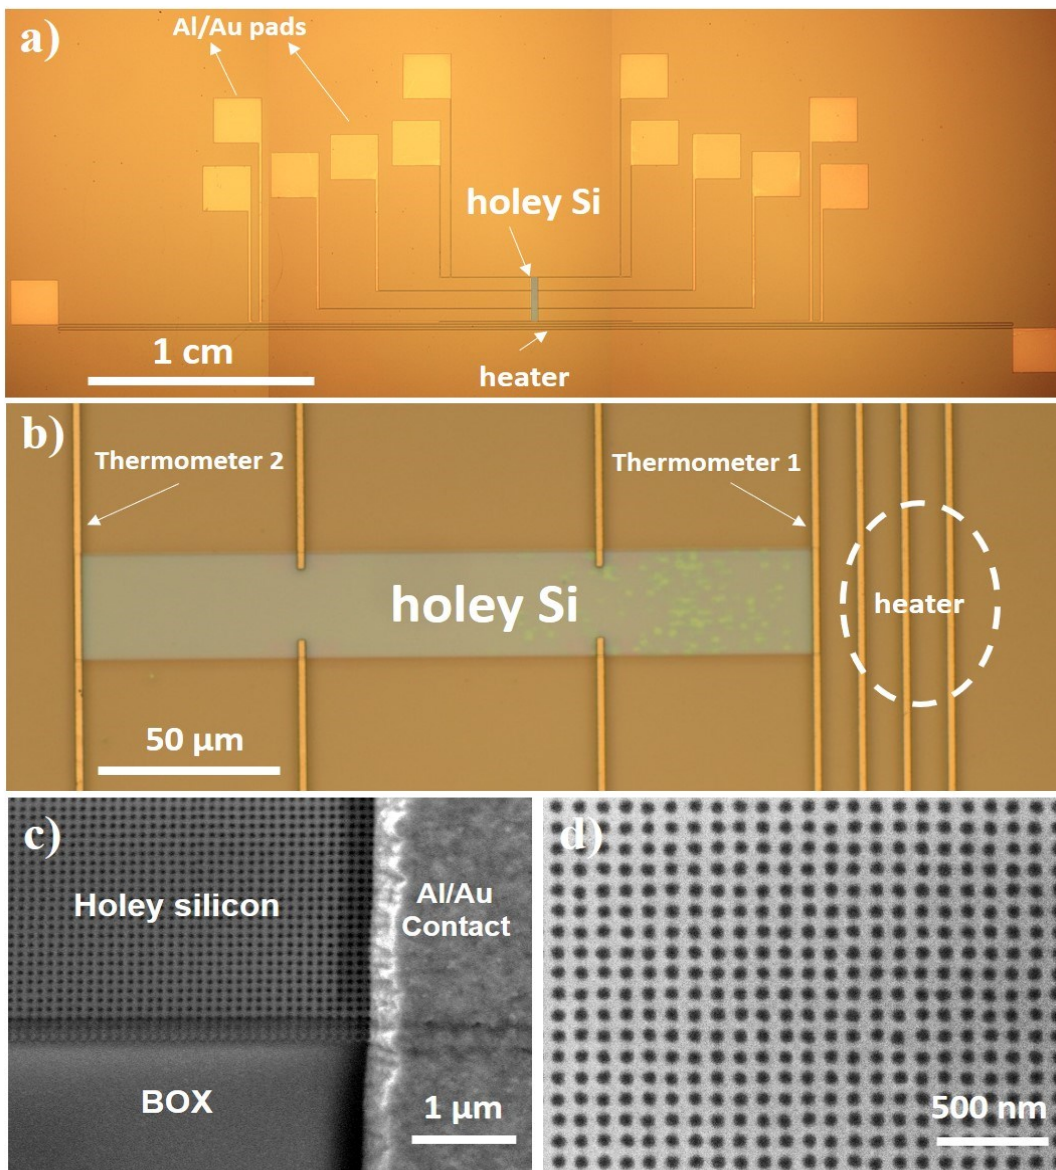 a)
Al/Au pads
holey Si
1 cm
heater
b)
Thermometer 2
Thermometer 1
holey Si
heater
50 μm
c)
Holey silicon
Al/Au
Contact
BOX
1 μm
d)
500 nm